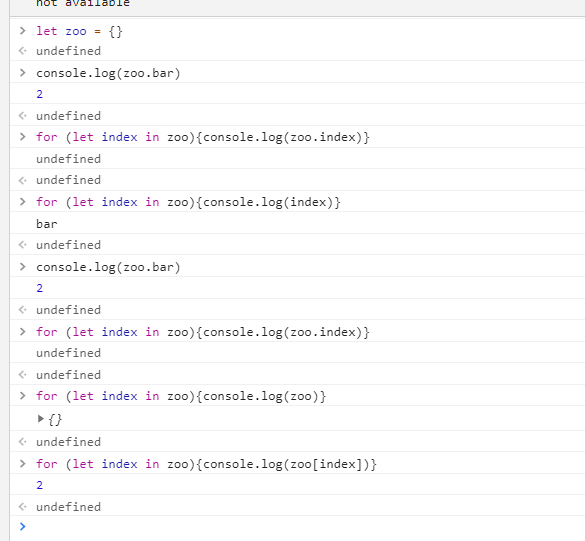 not available
let zoo = {}
undefined
console.log(zoo.bar)
2
undefined
for (let index in zoo){console.log(zoo.index)}
undefined
undefined
for (let index in zoo){console.log(index)}
bar
undefined
console.log(zoo.bar)
2
undefined
for (let index in zoo){console.log(zoo.index)}
undefined
undefined
for (let index in zoo){console.log(zoo)}
{}
undefined
for (let index in zoo){console.log(zoo[index])}
2
undefined